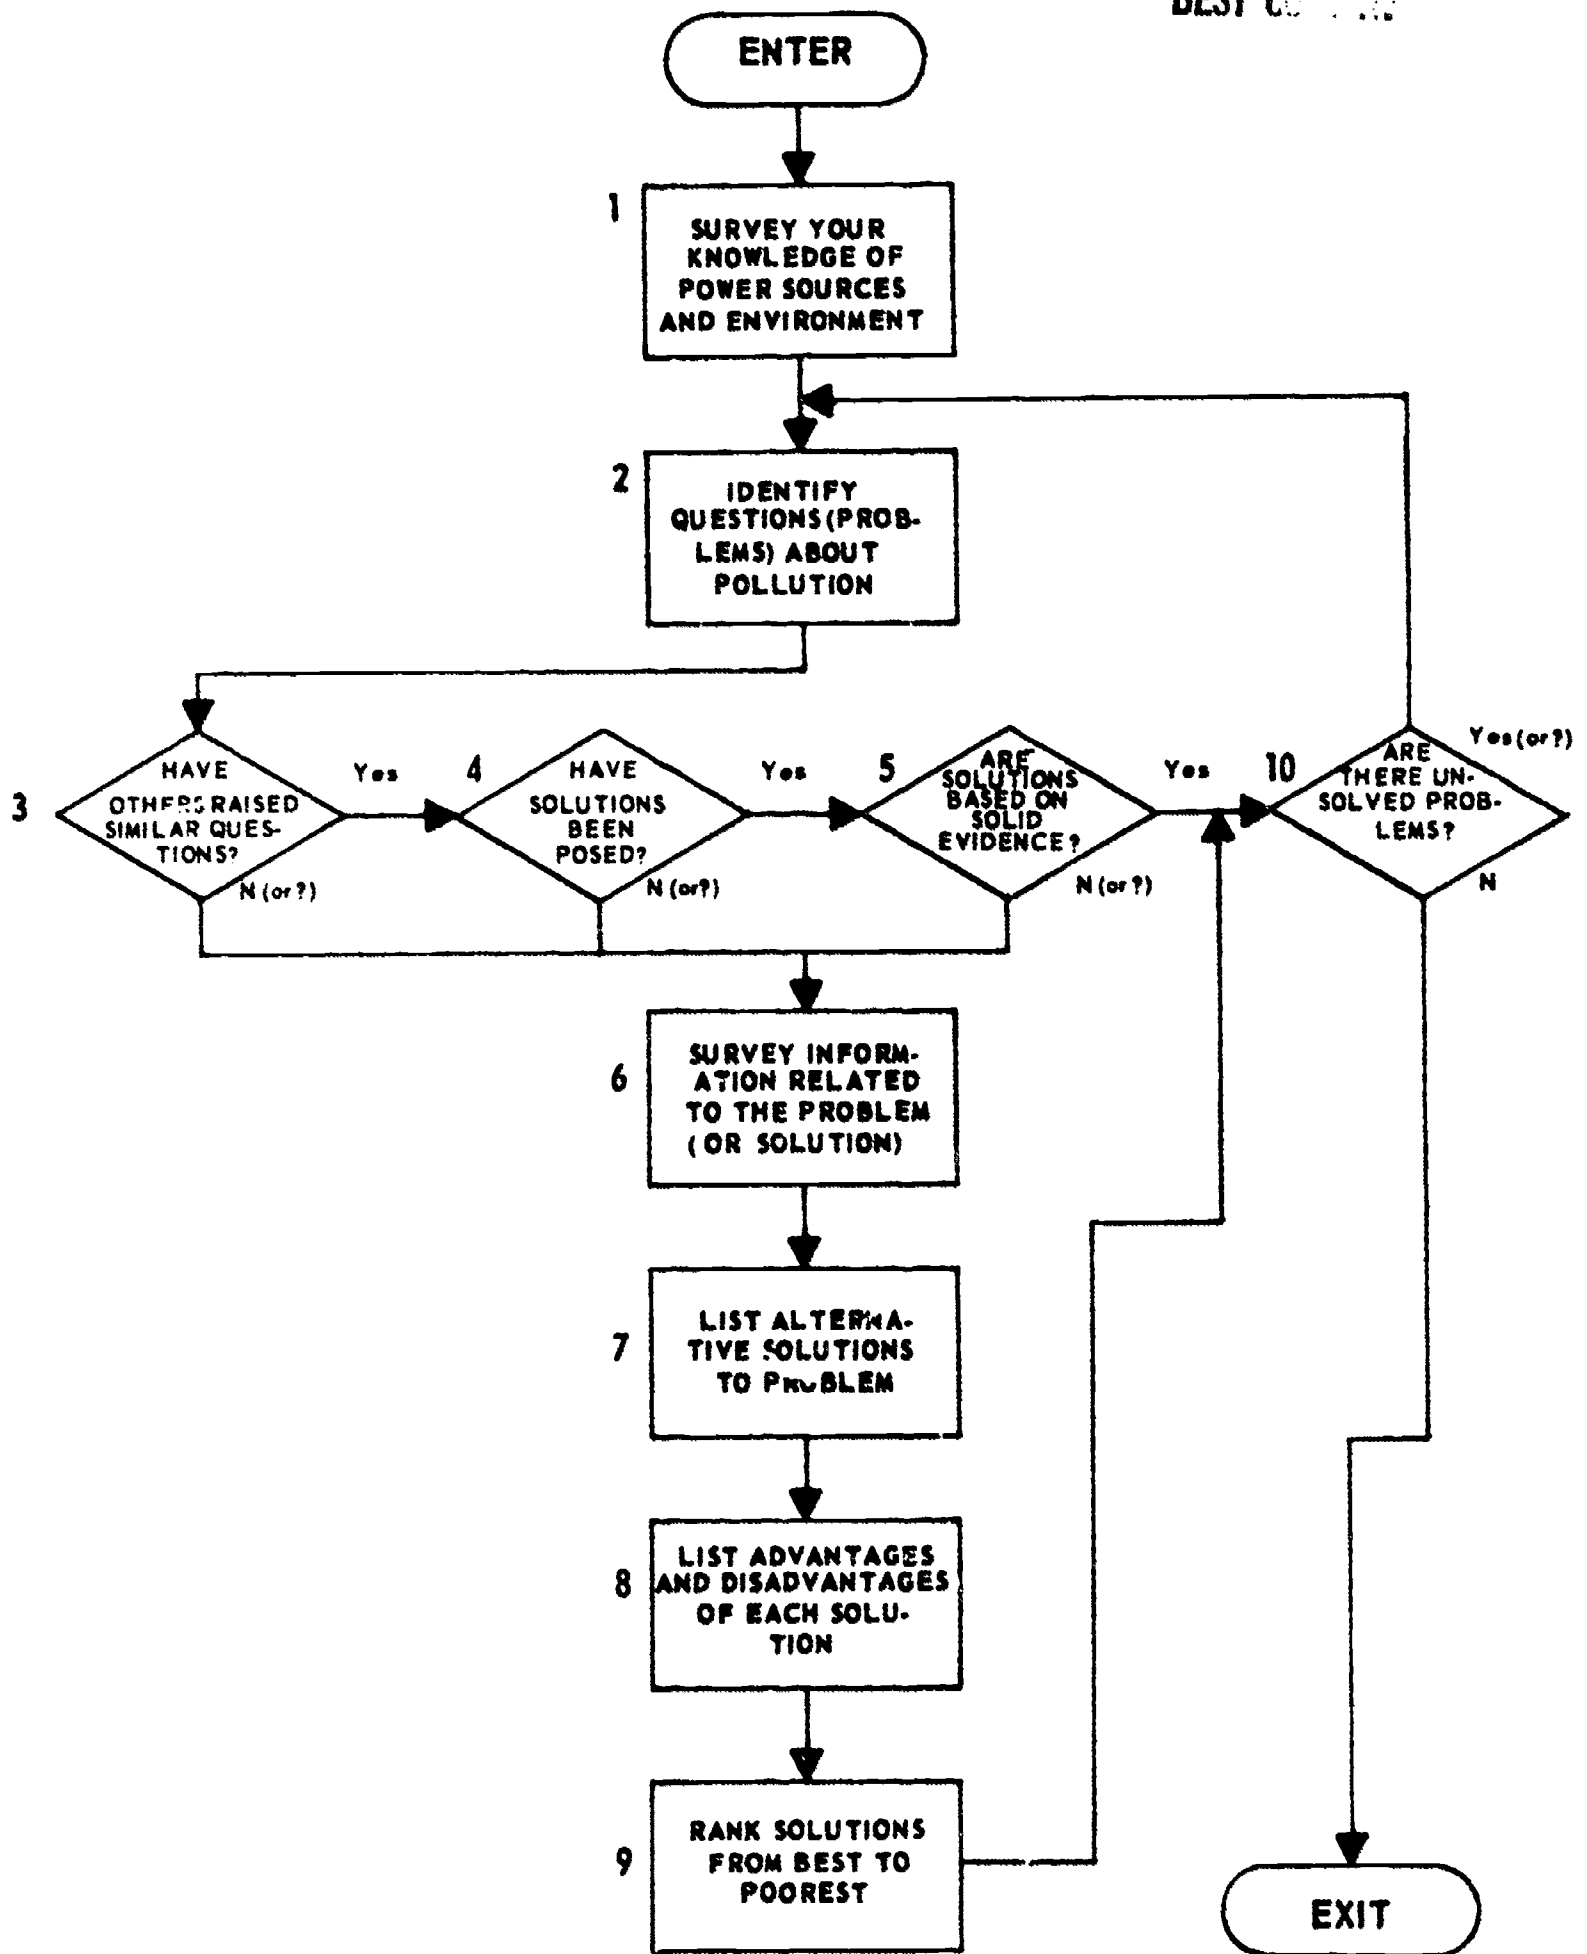 BEST
ENTER
1
SURVEY YOUR
KNOWLEDGE OF
POWER SOURCES
AND ENVIRONMENT
2
IDENTIFY
QUESTIONS (PROB-
LEMS) ABOUT
POLLUTION
3
HAVE
OTHERS RAISED
SIMILAR QUES-
TIONS?
Yes
N (or?)
4
HAVE
SOLUTIONS
BEEN
POSED?
Yes
N (or?)
5
ARE
SOLUTIONS
BASED ON
SOLID
EVIDENCE?
Yes
N (or?)
10
ARE
THERE UN-
SOLVED PROB-
LEMS?
Yes (or?)
N
6
SURVEY INFORM-
ATION RELATED
TO THE PROBLEM
(OR SOLUTION)
7
LIST ALTERNA-
TIVE SOLUTIONS
TO PROBLEM
8
LIST ADVANTAGES
AND DISADVANTAGES
OF EACH SOLU-
TION
9
RANK SOLUTIONS
FROM BEST TO
POOREST
EXIT